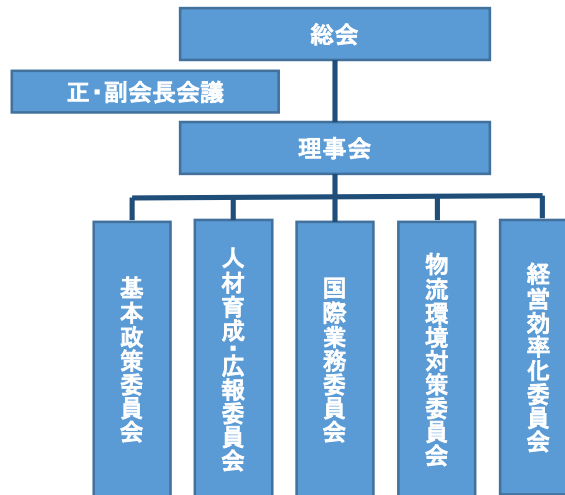 総会
正・副会長会議
理事会
基本政策委員会
人材育成・広報委員会
国際業務委員会
物流環境対策委員会
経営効率化委員会